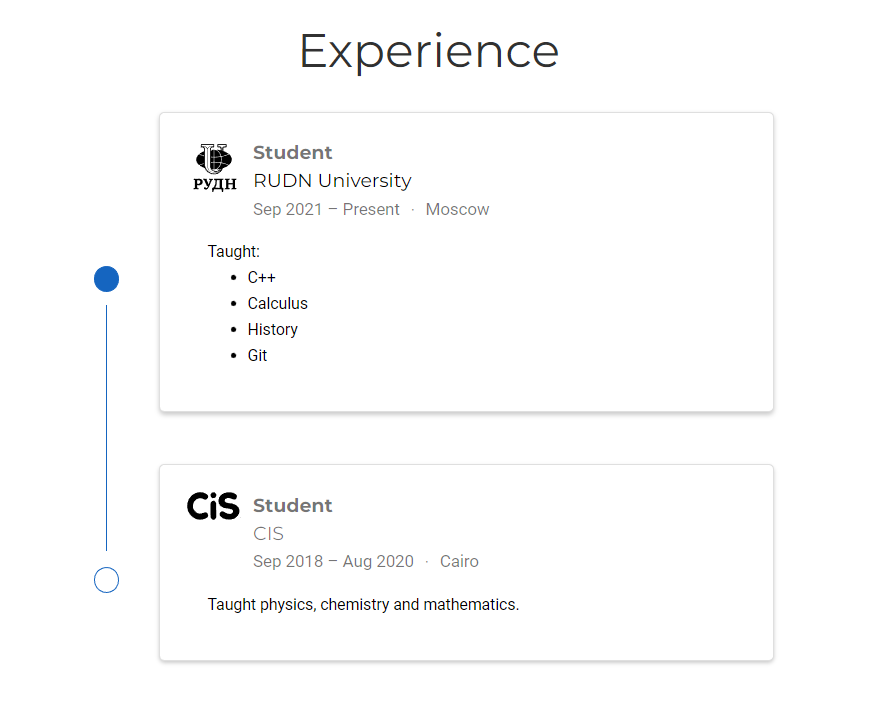 Experience
Student
РУДН
RUDN University
Sep 2021 – Present · Moscow
Taught:
• C++
• Calculus
• History
• Git
CiS
Student
CIS
Sep 2018 – Aug 2020 · Cairo
Taught physics, chemistry and mathematics.